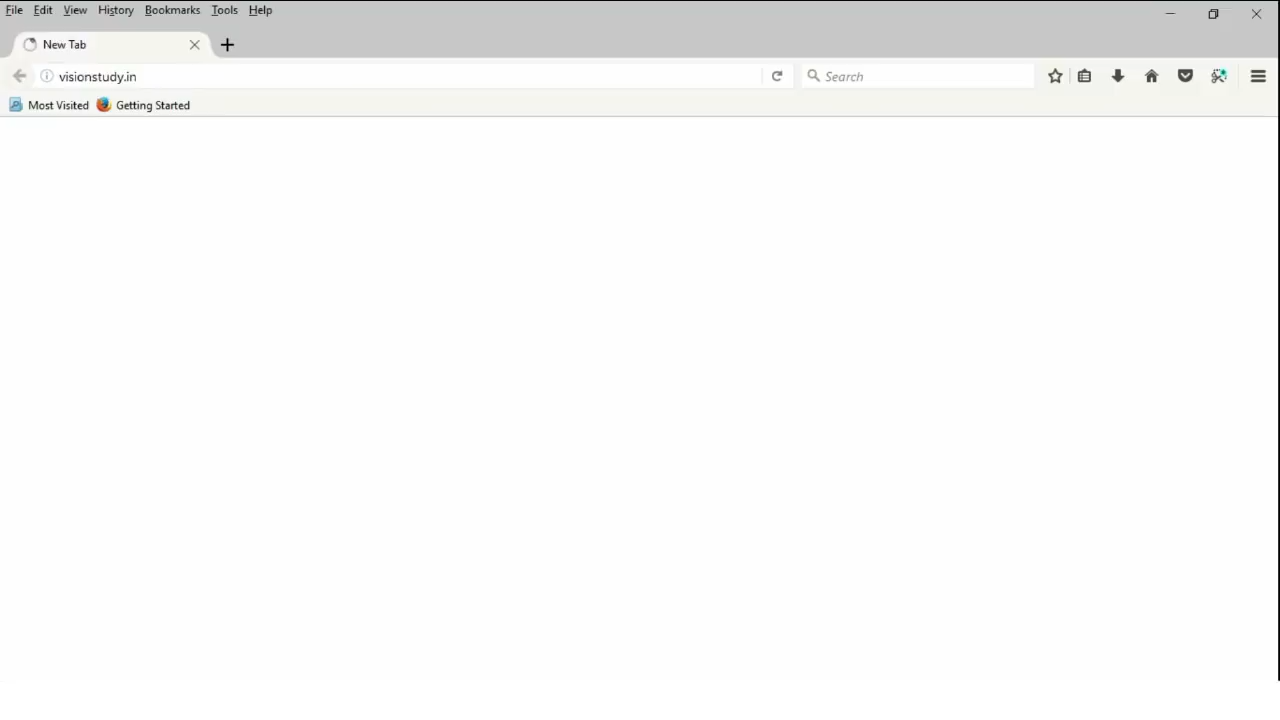 File Edit View History Bookmarks Tools Help
New Tab
visionstudy.in Search
Most Visited Getting Started